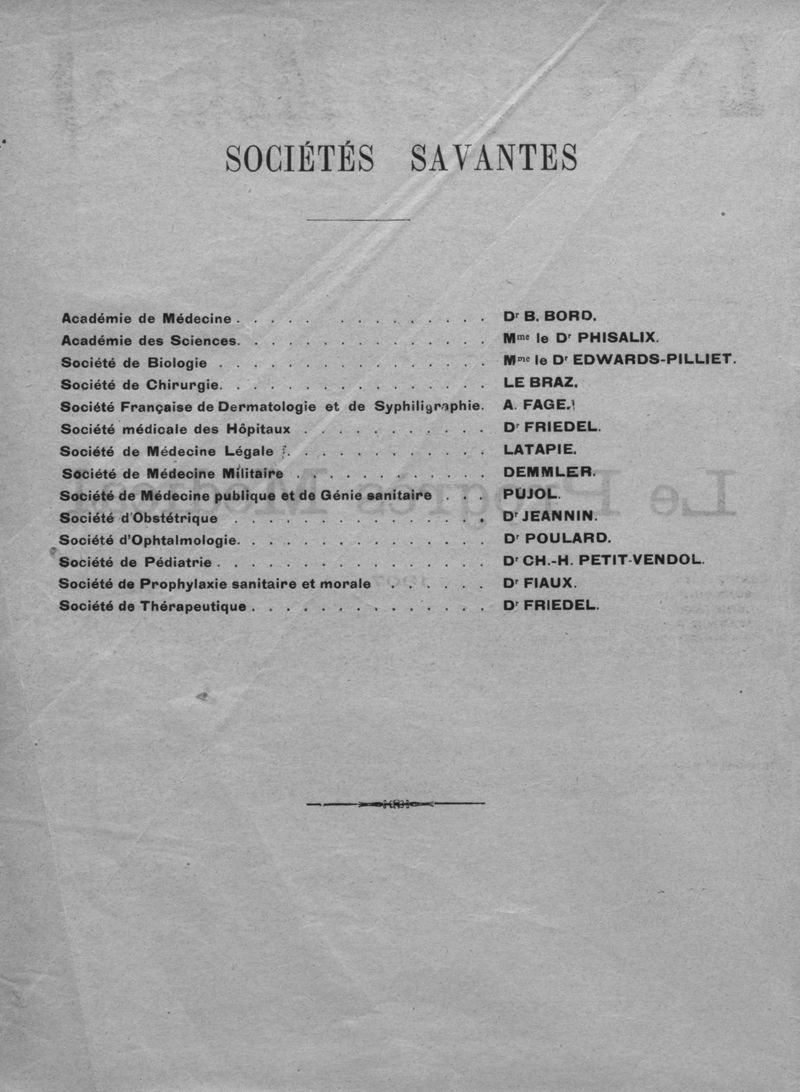 SOCIÉTÉS SAVANTES
Académie de Médecine . . . . . . . . . . . . . . . Dr B. BORD.
Académie des Sciences. . . . . . . . . . . . . . . Mme le Dr PHISALIX.
Société de Biologie . . . . . . . . . . . . . . . . Mme le Dr EDWARDS-PILLIET.
Société de Chirurgie. . . . . . . . . . . . . . . . LE BRAZ.
Société Française de Dermatologie et de Syphiligraphie. A. FAGE.
Société médicale des Hôpitaux . . . . . . . . . . . Dr FRIEDEL.
Société de Médecine Légale . . . . . . . . . . . . LATAPIE.
Société de Médecine Militaire . . . . . . . . . . . DEMMLER.
Société de Médecine publique et de Génie sanitaire . . . PUJOL.
Société d'Obstétrique . . . . . . . . . . . . . . Dr JEANNIN.
Société d'Ophtalmologie. . . . . . . . . . . . . . Dr POULARD.
Société de Pédiatrie . . . . . . . . . . . . . . . Dr CH.-H. PETIT-VENDOL.
Société de Prophylaxie sanitaire et morale . . . . . . Dr FIAUX.
Société de Thérapeutique . . . . . . . . . . . . . Dr FRIEDEL.